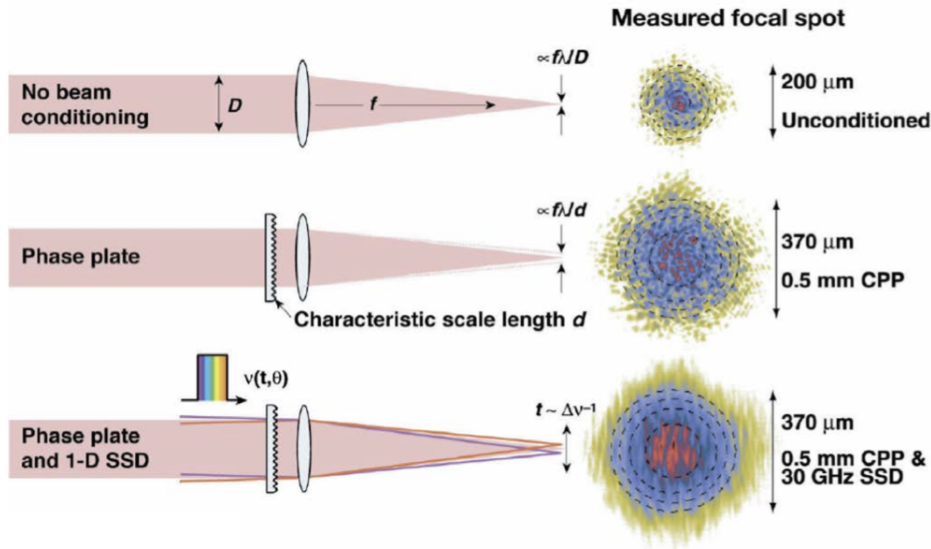 Measured focal spot
No beam
conditioning
D
f
∝fλ/D
200 μm
Unconditioned
Phase plate
∝fλ/d
370 μm
0.5 mm CPP
Characteristic scale length d
ν(t,θ)
Phase plate
and 1-D SSD
t ~ Δν⁻¹
370 μm
0.5 mm CPP &
30 GHz SSD